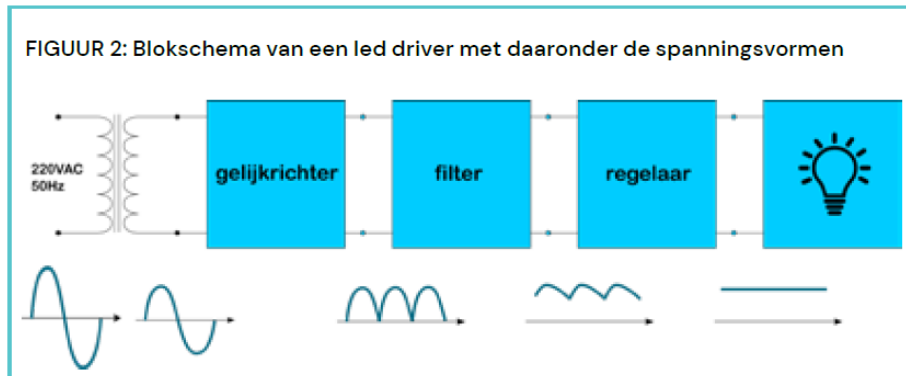 FIGUUR 2: Blokschema van een led driver met daaronder de spanningsvormen
220VAC
50Hz
gelijkrichter
filter
regelaar